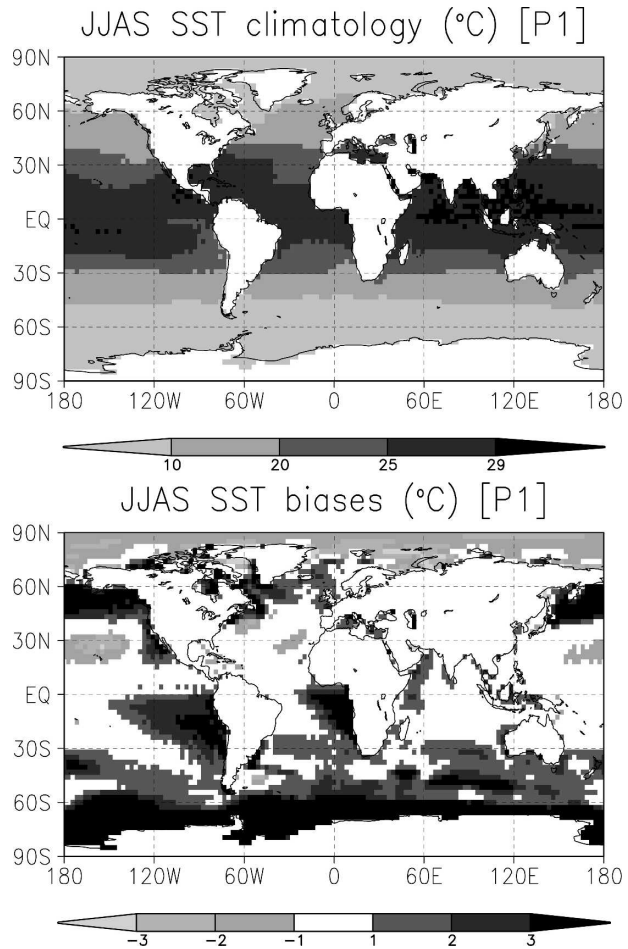 JJAS SST climatology (°C) [P1]
90N
60N
30N
EQ
30S
60S
90S
180 120W 60W 0 60E 120E 180
10 20 25 29
JJAS SST biases (°C) [P1]
90N
60N
30N
EQ
30S
60S
90S
180 120W 60W 0 60E 120E 180
−3 −2 −1 1 2 3